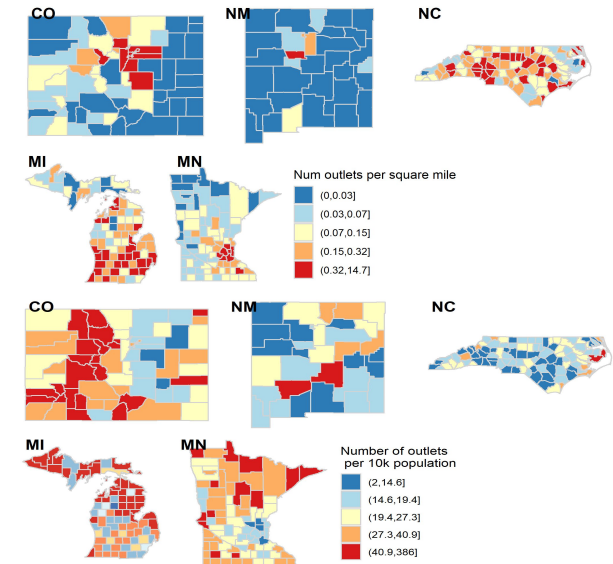 CO NM NC
MI MN
Num outlets per square mile
(0,0.03]
(0.03,0.07]
(0.07,0.15]
(0.15,0.32]
(0.32,14.7]
CO NM NC
MI MN
Number of outlets
per 10k population
(2,14.6]
(14.6,19.4]
(19.4,27.3]
(27.3,40.9]
(40.9,386]